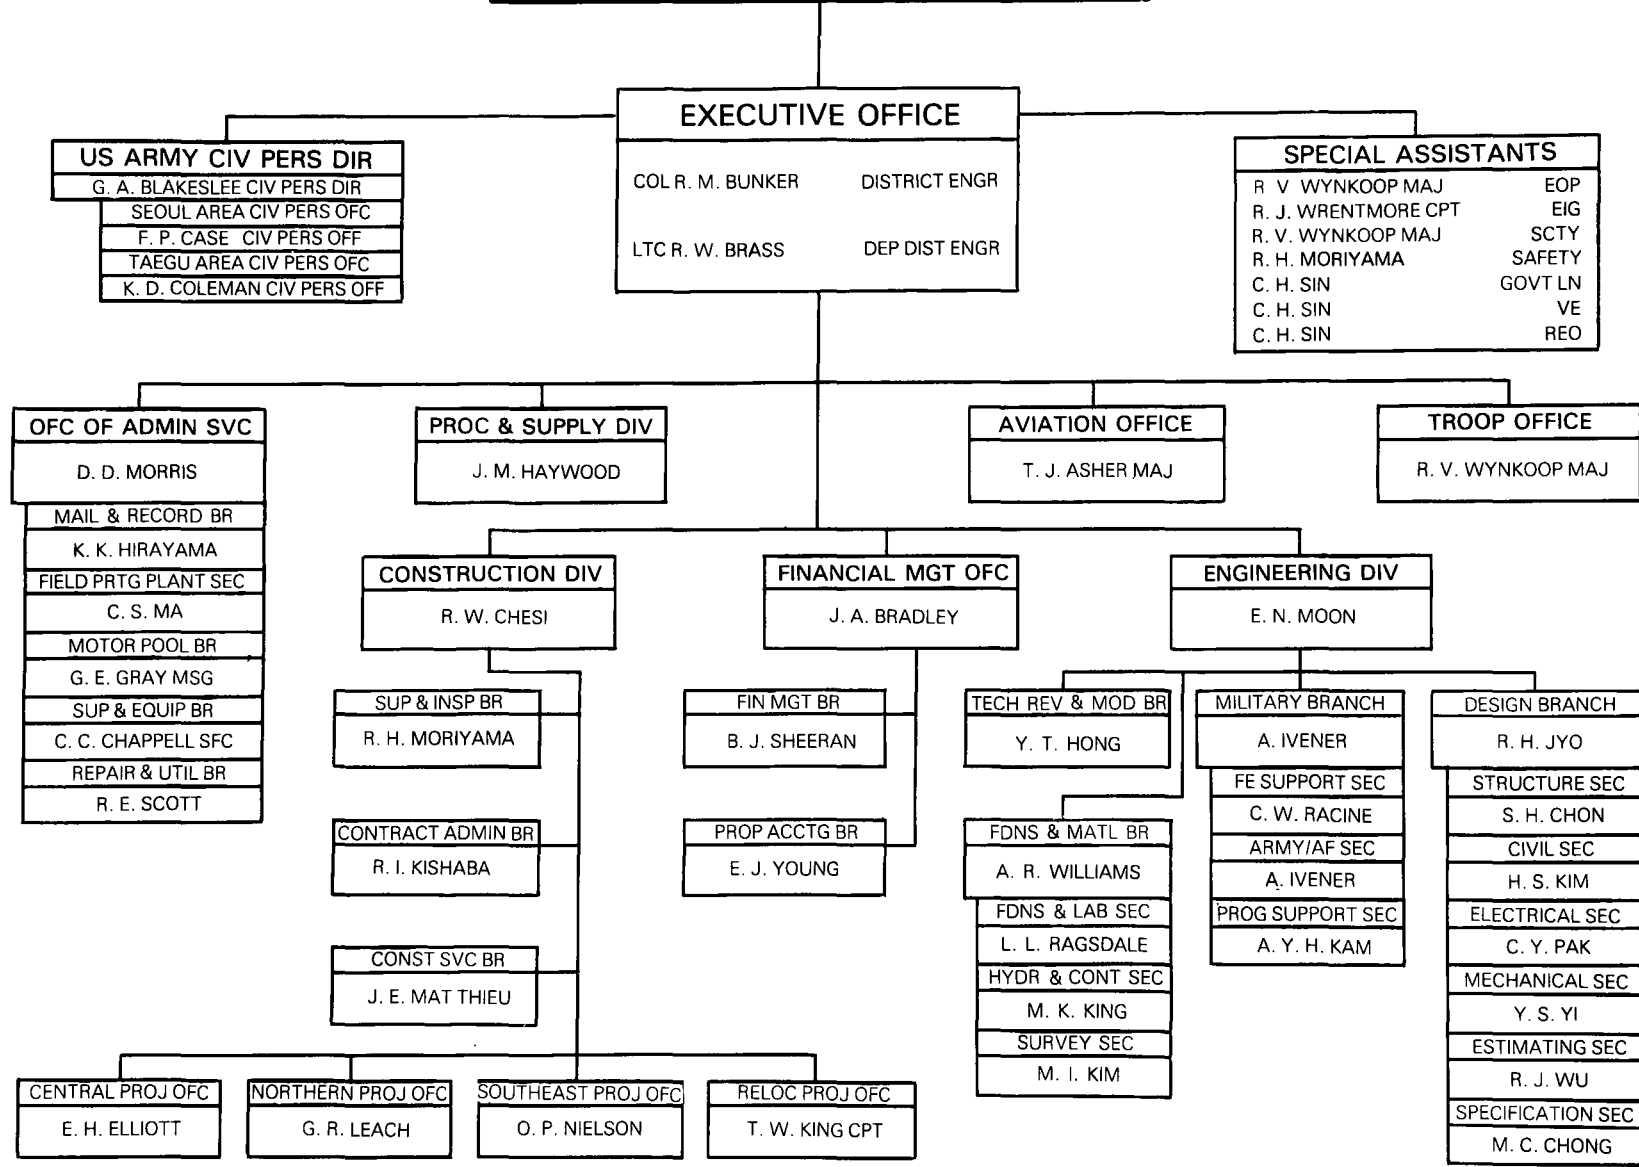 EXECUTIVE OFFICE
COL R. M. BUNKER DISTRICT ENGR
LTC R. W. BRASS DEP DIST ENGR
US ARMY CIV PERS DIR
G. A. BLAKESLEE CIV PERS DIR
SEOUL AREA CIV PERS OFC
F. P. CASE CIV PERS OFF
TAEGU AREA CIV PERS OFC
K. D. COLEMAN CIV PERS OFF
SPECIAL ASSISTANTS
R V WYNKOOP MAJ EOP
R. J. WRENTMORE CPT EIG
R. V. WYNKOOP MAJ SCTY
R. H. MORIYAMA SAFETY
C. H. SIN GOVT LN
C. H. SIN VE
C. H. SIN REO
OFC OF ADMIN SVC
D. D. MORRIS
MAIL & RECORD BR
K. K. HIRAYAMA
FIELD PRTG PLANT SEC
C. S. MA
MOTOR POOL BR
G. E. GRAY MSG
SUP & EQUIP BR
C. C. CHAPPELL SFC
REPAIR & UTIL BR
R. E. SCOTT
PROC & SUPPLY DIV
J. M. HAYWOOD
AVIATION OFFICE
T. J. ASHER MAJ
TROOP OFFICE
R. V. WYNKOOP MAJ
CONSTRUCTION DIV
R. W. CHESI
SUP & INSP BR
R. H. MORIYAMA
CONTRACT ADMIN BR
R. I. KISHABA
CONST SVC BR
J. E. MAT THIEU
CENTRAL PROJ OFC
E. H. ELLIOTT
NORTHERN PROJ OFC
G. R. LEACH
SOUTHEAST PROJ OFC
O. P. NIELSON
RELOC PROJ OFC
T. W. KING CPT
FINANCIAL MGT OFC
J. A. BRADLEY
FIN MGT BR
B. J. SHEERAN
PROP ACCTG BR
E. J. YOUNG
ENGINEERING DIV
E. N. MOON
TECH REV & MOD BR
Y. T. HONG
FDNS & MATL BR
A. R. WILLIAMS
FDNS & LAB SEC
L. L. RAGSDALE
HYDR & CONT SEC
M. K. KING
SURVEY SEC
M. I. KIM
MILITARY BRANCH
A. IVENER
FE SUPPORT SEC
C. W. RACINE
ARMY/AF SEC
A. IVENER
PROG SUPPORT SEC
A. Y. H. KAM
DESIGN BRANCH
R. H. JYO
STRUCTURE SEC
S. H. CHON
CIVIL SEC
H. S. KIM
ELECTRICAL SEC
C. Y. PAK
MECHANICAL SEC
Y. S. YI
ESTIMATING SEC
R. J. WU
SPECIFICATION SEC
M. C. CHONG